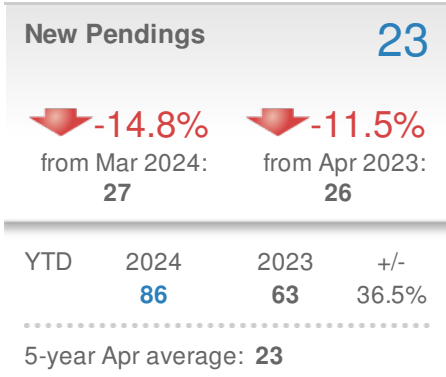 New Pendings 23
-14.8% -11.5%
from Mar 2024: from Apr 2023:
27 26
YTD 2024 2023 +/-
86 63 36.5%
5-year Apr average: 23